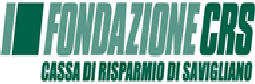 FONDAZIONE CRS
CASSA DI RISPARMIO DI SAVIGLIANO